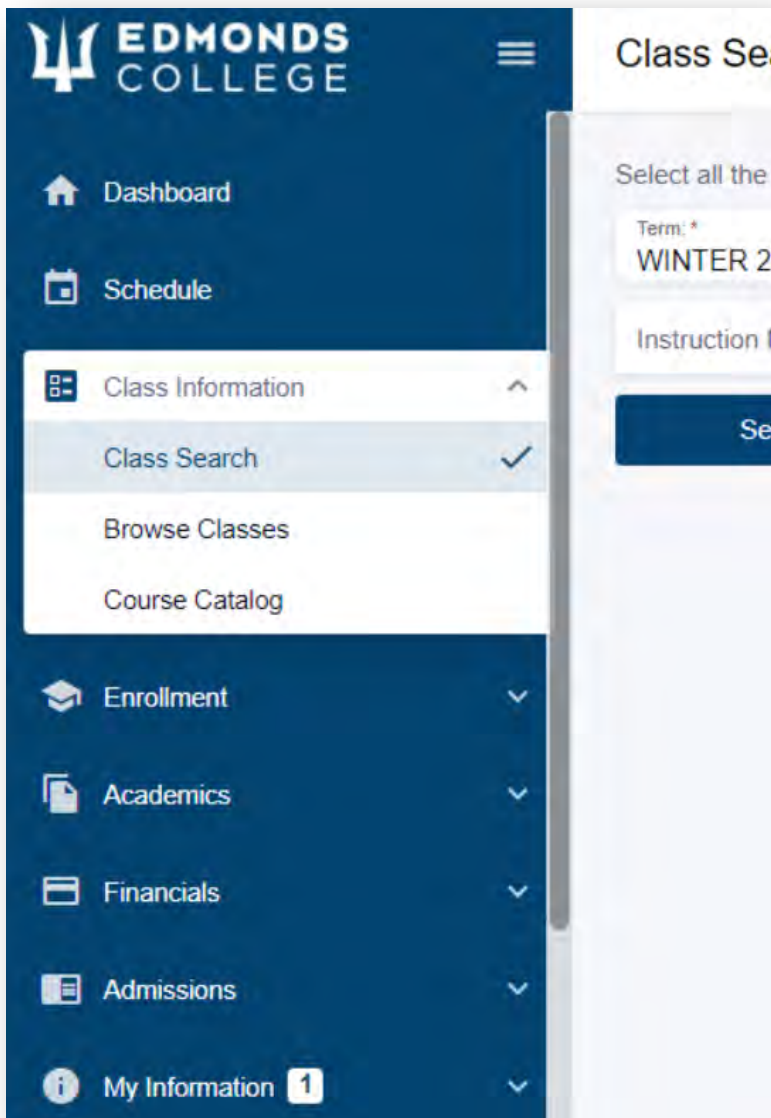 EDMONDS
COLLEGE
Dashboard
Schedule
Class Information
Class Search
Browse Classes
Course Catalog
Enrollment
Academics
Financials
Admissions
My Information 1
Class Sea
Select all the
Term: *
WINTER 2
Instruction
Se